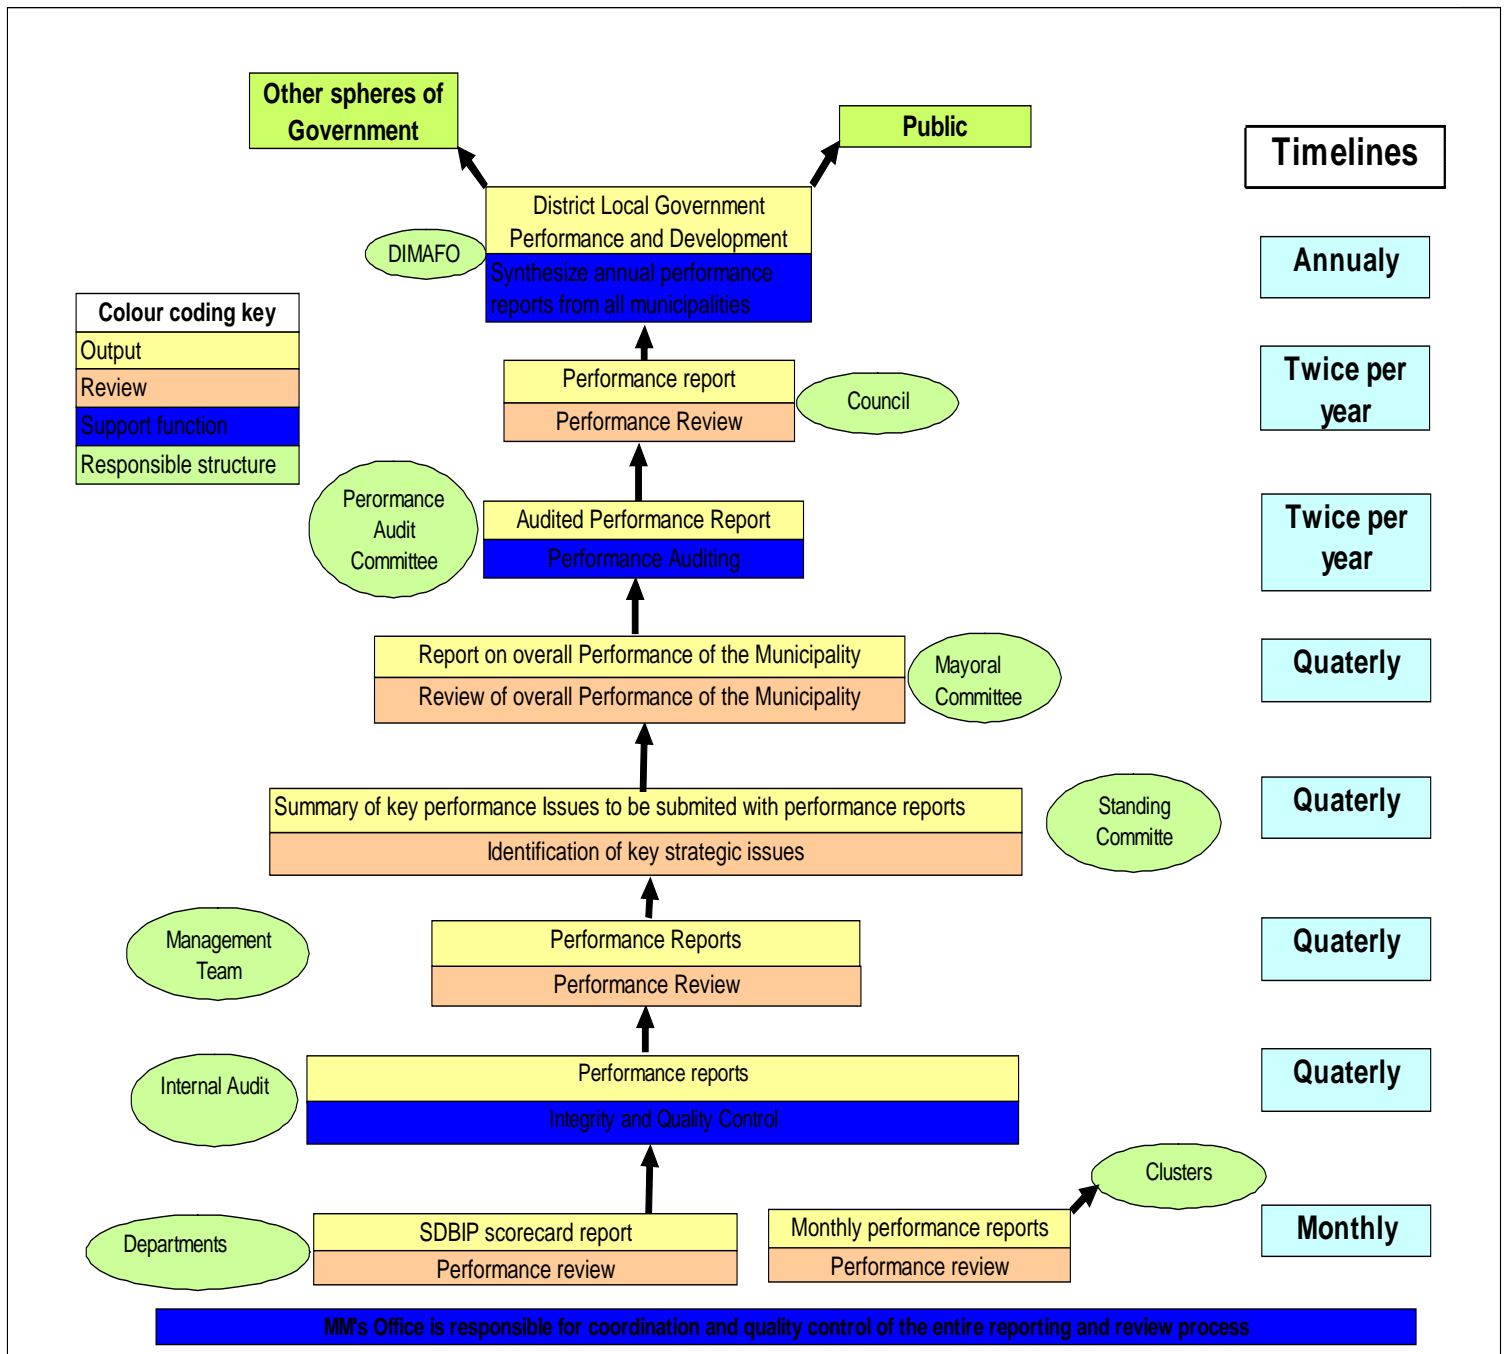 Other spheres of
Government
Public
Timelines
District Local Government
Performance and Development
DIMAFO
Synthesize annual performance
reports from all municipalities
Annualy
Colour coding key
Output
Review
Support function
Responsible structure
Performance report
Performance Review
Council
Twice per
year
Perormance
Audit
Committee
Audited Performance Report
Performance Auditing
Twice per
year
Report on overall Performance of the Municipality
Review of overall Performance of the Municipality
Mayoral
Committee
Quaterly
Summary of key performance Issues to be submited with performance reports
Identification of key strategic issues
Standing
Committe
Quaterly
Management
Team
Performance Reports
Performance Review
Quaterly
Internal Audit
Performance reports
Integrity and Quality Control
Quaterly
Clusters
Departments
SDBIP scorecard report
Performance review
Monthly performance reports
Performance review
Monthly
MM's Office is responsible for coordination and quality control of the entire reporting and review process